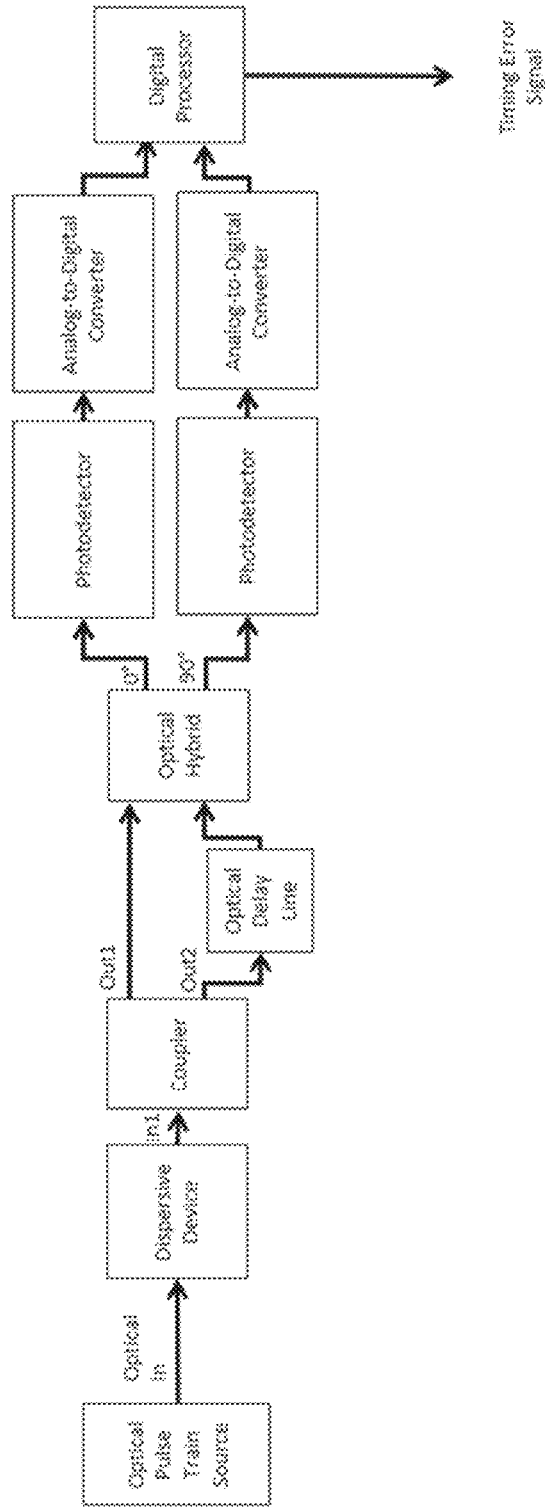 Optical
Pulse
Train
Source
Optical
in
Dispersive
Device
in1
Coupler
Out1
Out2
Optical
Delay
Line
Optical
Hybrid
0°
90°
Photodetector
Photodetector
Analog-to-Digital
Converter
Analog-to-Digital
Converter
Digital
Processor
Timing Error
Signal